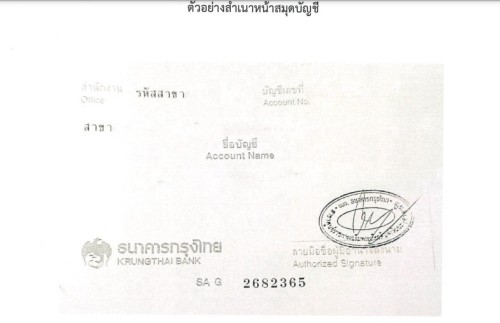 ตัวอย่างสำเนาหน้าสมุดบัญชี
สำนักงาน รหัสสาขา บัญชีเลขที่
Office Account No.
สาขา
ชื่อบัญชี
Account Name
ธนาคารกรุงไทย
KRUNGTHAI BANK
ลายมือชื่อผู้มีอำนาจลงนาม
Authorized Signature
SA G 2682365